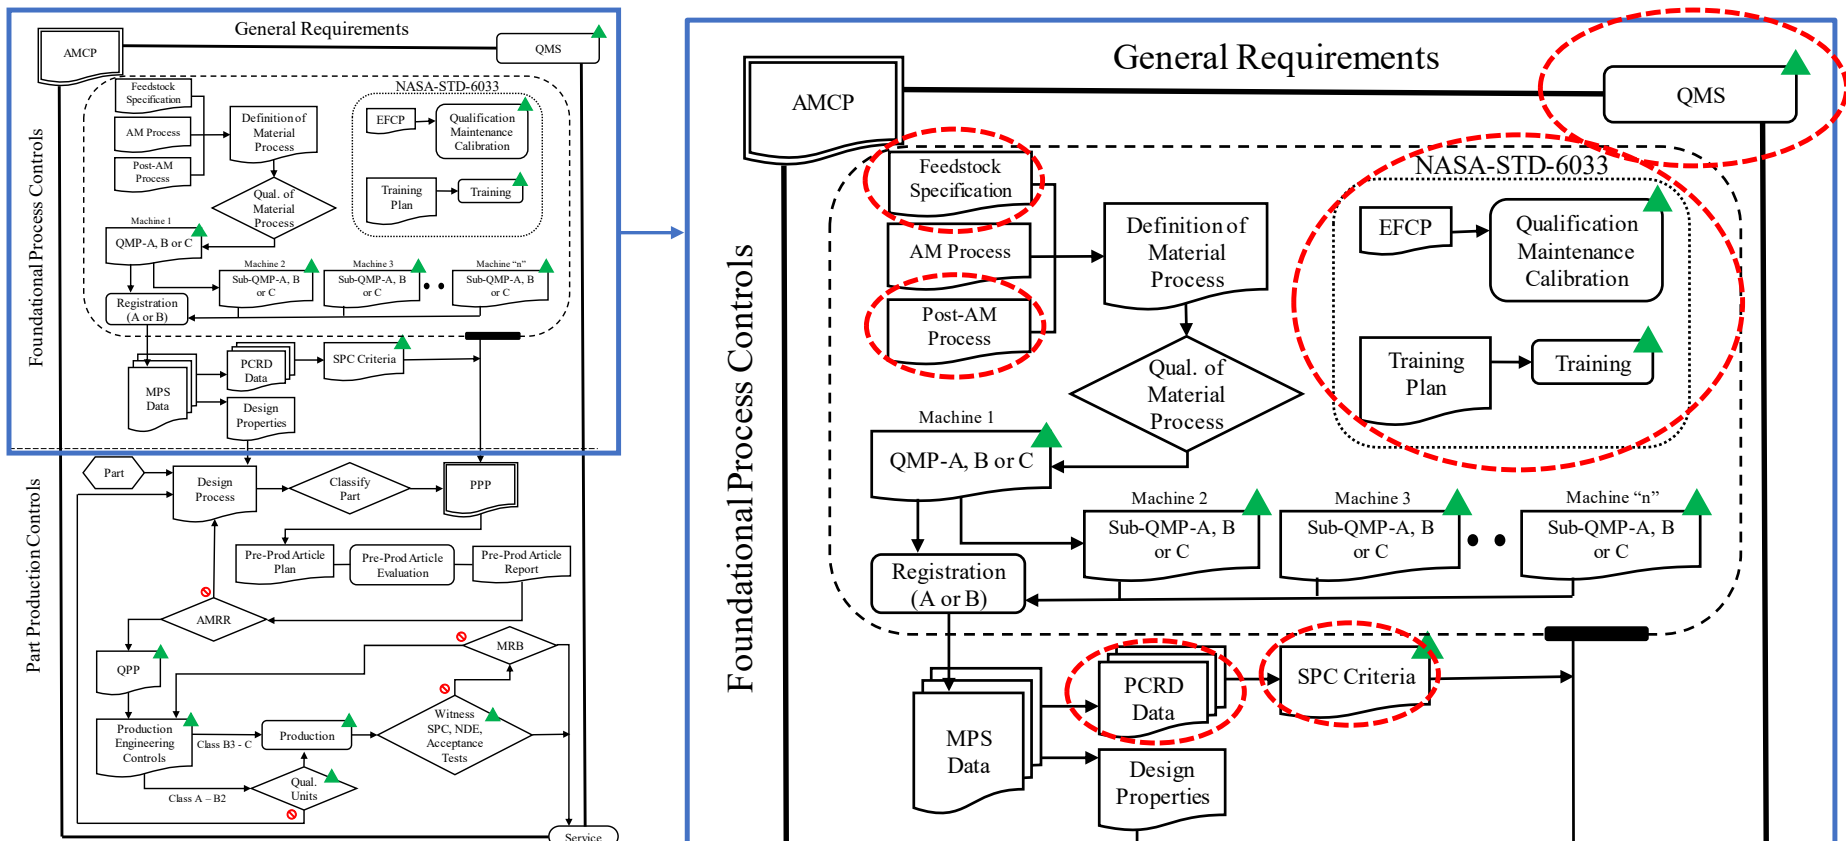 General Requirements
AMCP
QMS
Feedstock
Specification
AM Process
Post-AM
Process
Definition of
Material
Process
NASA-STD-6033
EFCP
Qualification
Maintenance
Calibration
Training
Plan
Training
Qual. of
Material
Process
Machine 1
QMP-A, B or C
Machine 2
Sub-QMP-A, B
or C
Machine 3
Sub-QMP-A, B
or C
Machine “n”
Sub-QMP-A, B
or C
Registration
(A or B)
Foundational Process Controls
MPS
Data
PCRD
Data
SPC Criteria
Design
Properties
Part Production Controls
Part
Design
Process
Classify
Part
PPP
Pre-Prod Article
Plan
Pre-Prod Article
Evaluation
Pre-Prod Article
Report
AMRR
MRB
QPP
Production
Engineering
Controls
Class B3 - C
Production
Witness
SPC, NDE,
Acceptance
Tests
Class A – B2
Qual.
Units
Service
General Requirements
AMCP
QMS
Feedstock
Specification
AM Process
Post-AM
Process
Definition of
Material
Process
NASA-STD-6033
EFCP
Qualification
Maintenance
Calibration
Training
Plan
Training
Qual. of
Material
Process
Machine 1
QMP-A, B or C
Machine 2
Sub-QMP-A, B
or C
Machine 3
Sub-QMP-A, B
or C
Machine “n”
Sub-QMP-A, B
or C
Registration
(A or B)
Foundational Process Controls
MPS
Data
PCRD
Data
SPC Criteria
Design
Properties